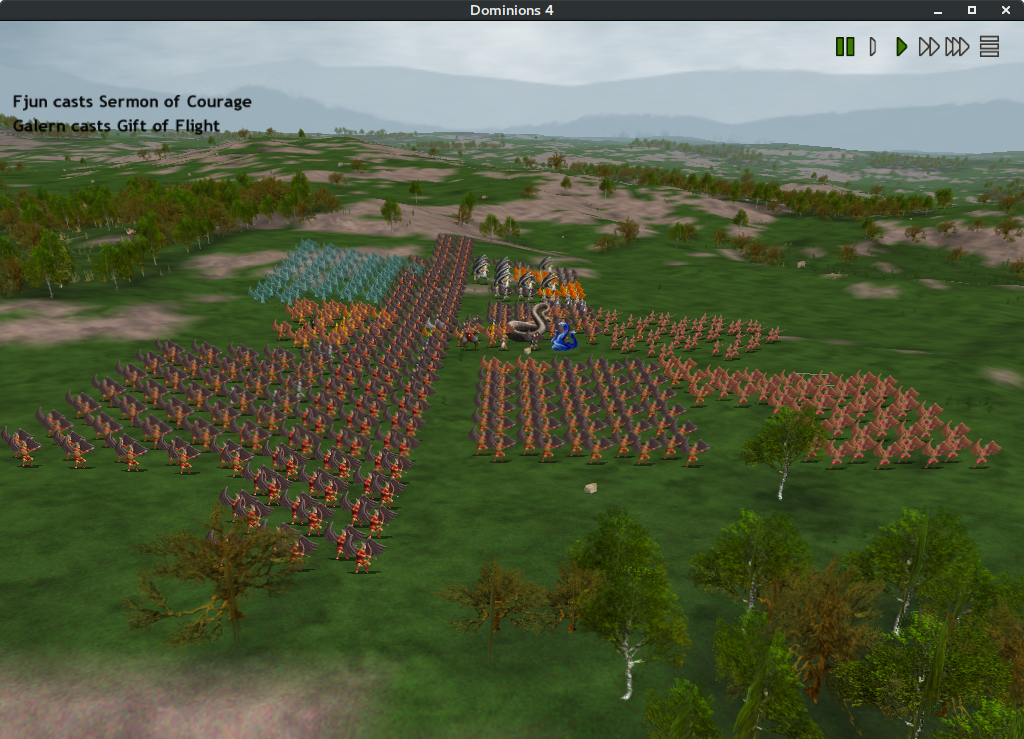 Dominions 4
Fjun casts Sermon of Courage
Galern casts Gift of Flight